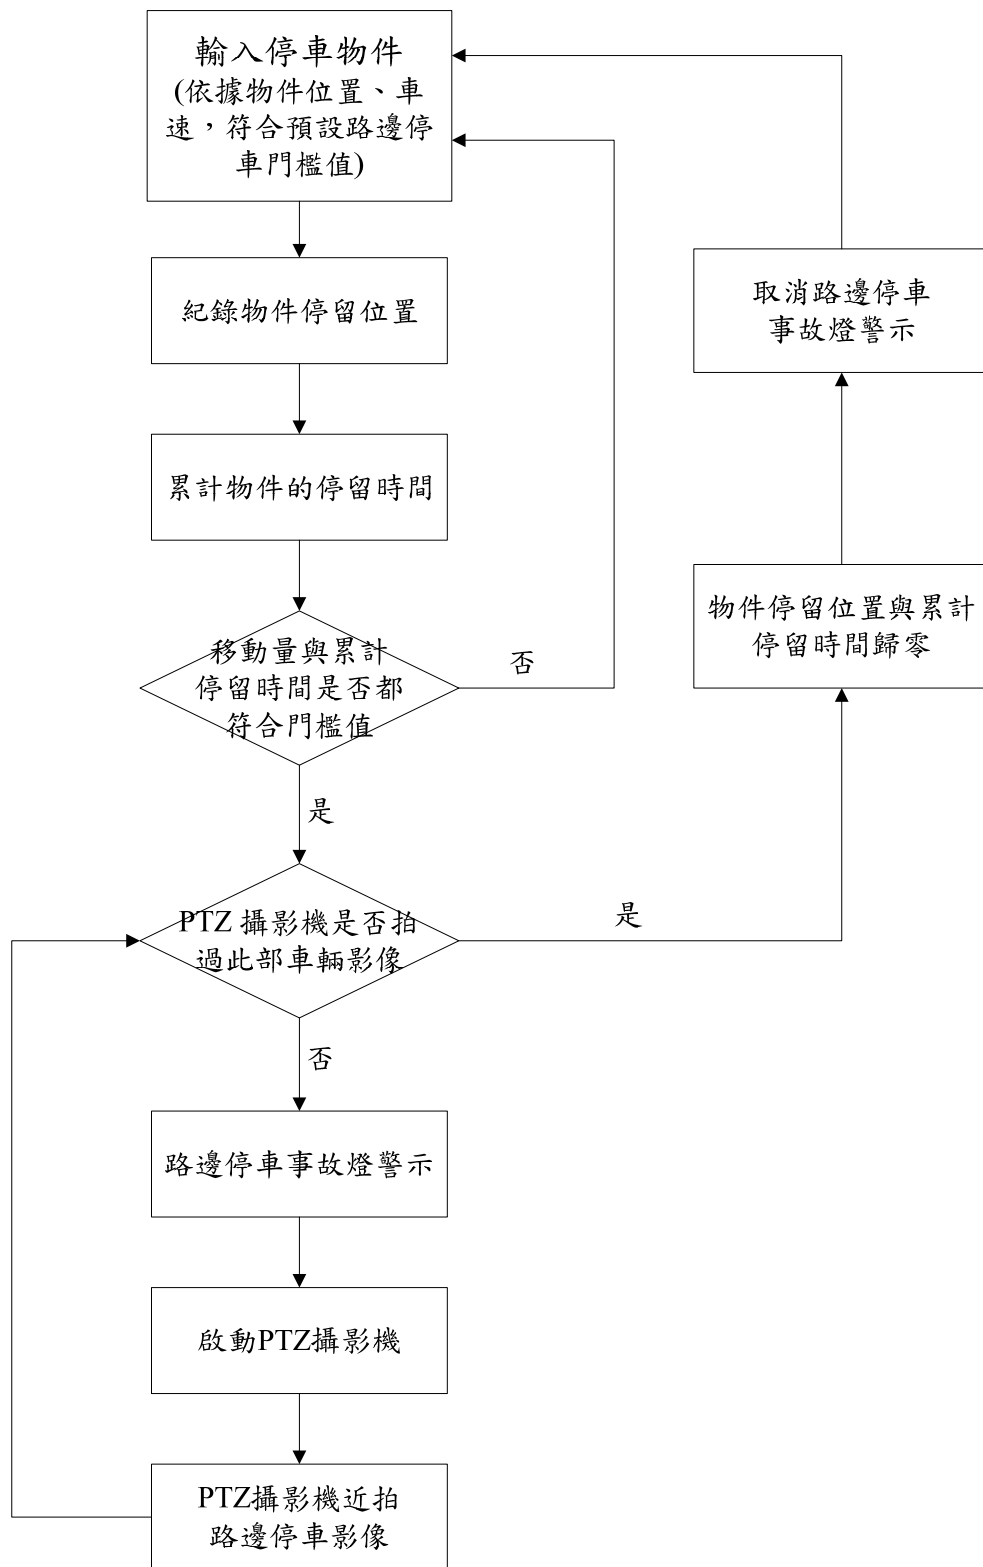 輸入停車物件
(依據物件位置、車
速，符合預設路邊停
車門檻值)
紀錄物件停留位置
累計物件的停留時間
移動量與累計
停留時間是否都
符合門檻值
否
是
PTZ 攝影機是否拍
過此部車輛影像
是
否
路邊停車事故燈警示
啟動PTZ攝影機
PTZ攝影機近拍
路邊停車影像
物件停留位置與累計
停留時間歸零
取消路邊停車
事故燈警示